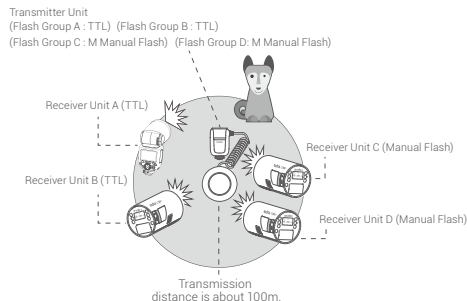 Transmitter Unit
(Flash Group A : TTL) (Flash Group B : TTL)
(Flash Group C : M Manual Flash) (Flash Group D: M Manual Flash)
Receiver Unit A (TTL)
Receiver Unit C (Manual Flash)
Receiver Unit B (TTL)
Receiver Unit D (Manual Flash)
Transmission
distance is about 100m.